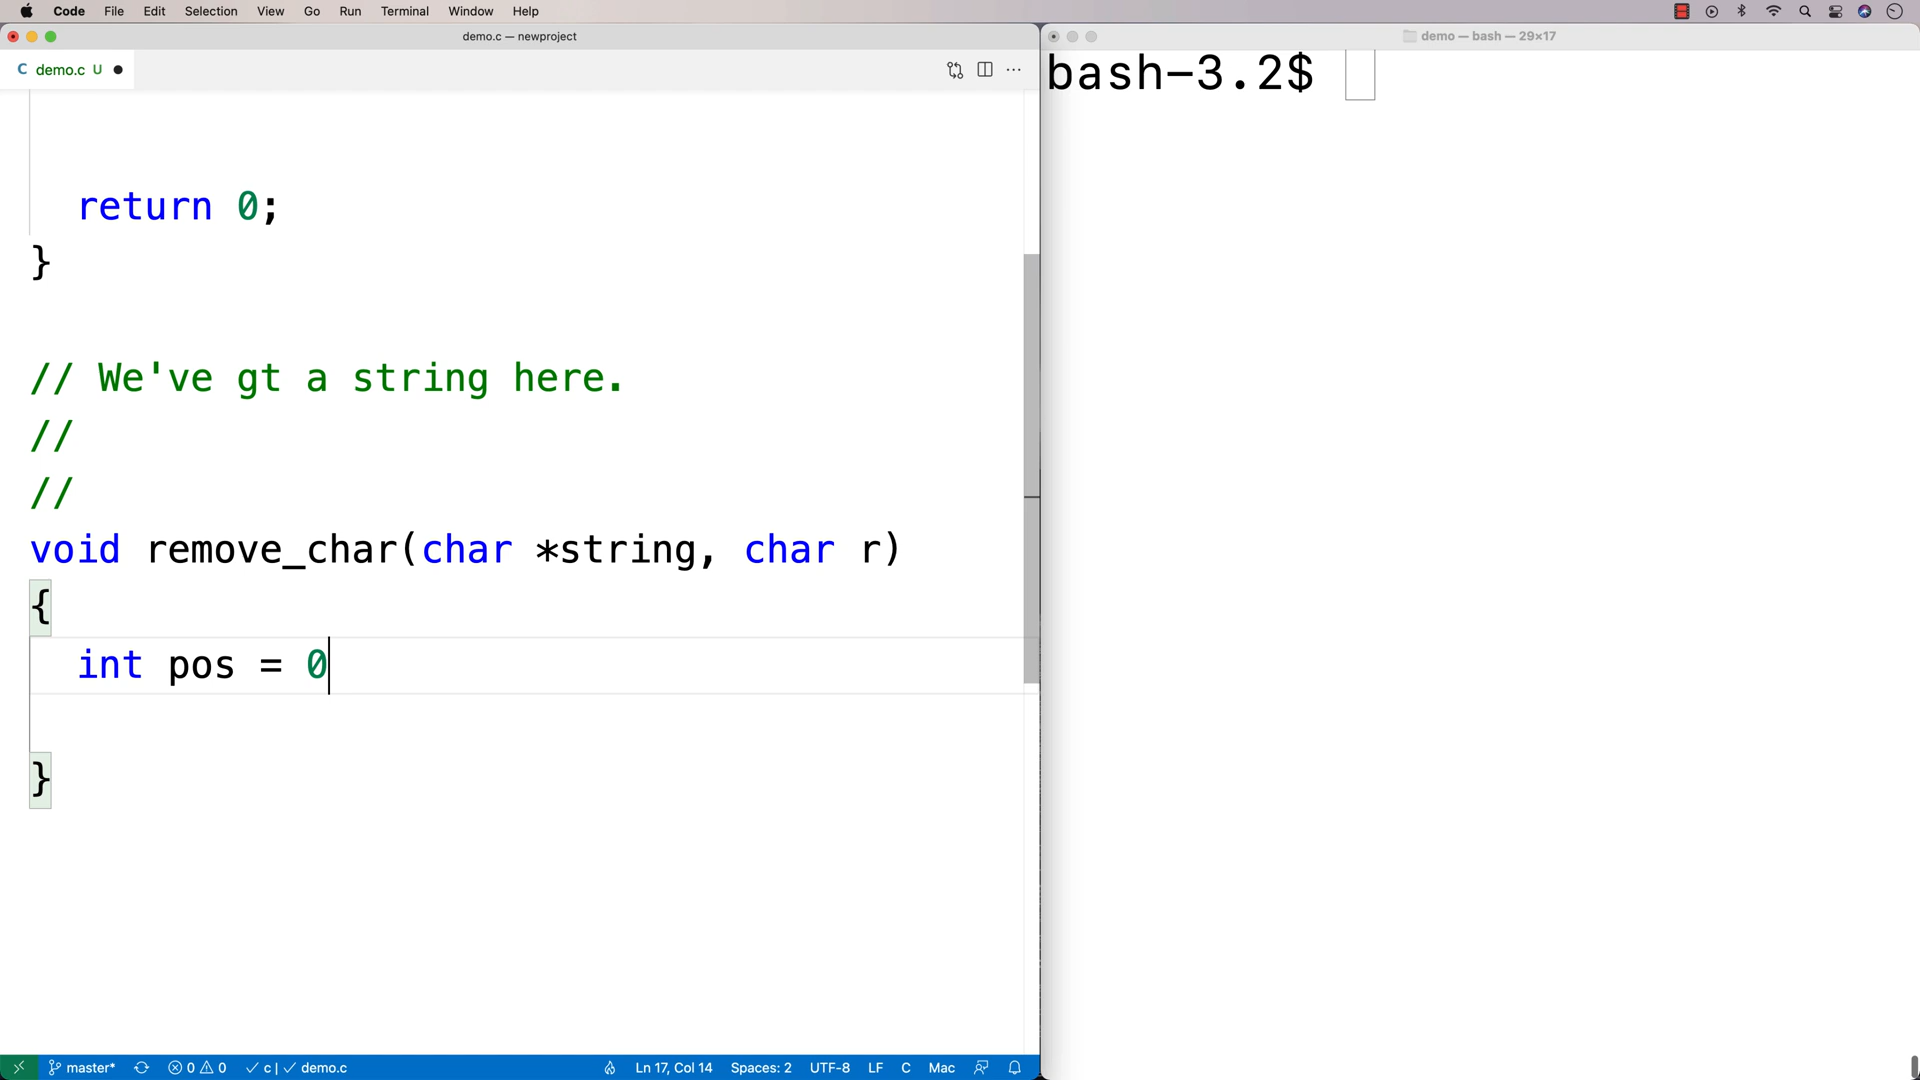 Code File Edit Selection View Go Run Terminal Window Help
demo.c — newproject
demo — bash — 29×17
C demo.c U
bash-3.2$
return 0;
}
// We've gt a string here.
//
//
void remove_char(char *string, char r)
{
int pos = 0
}
master* 0 0 c | demo.c Ln 17, Col 14 Spaces: 2 UTF-8 LF C Mac